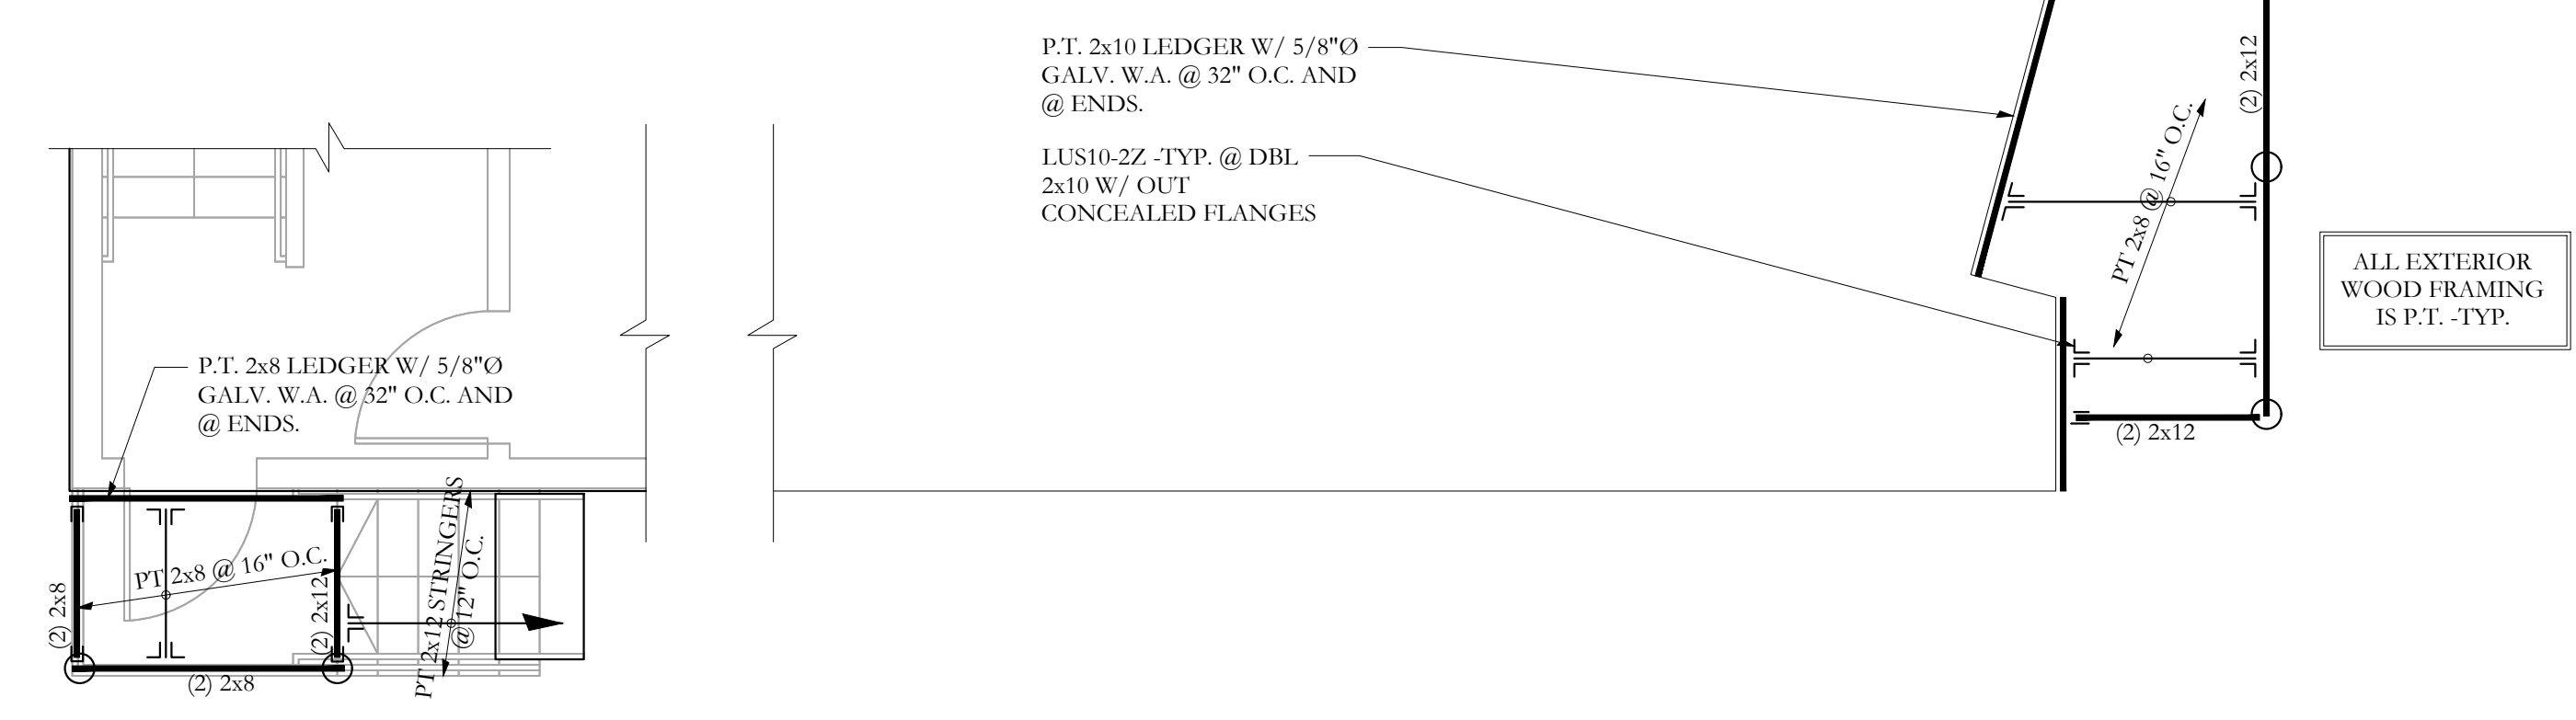 P.T. 2x10 LEDGER W/ 5/8"Ø
GALV. W.A. @ 32" O.C. AND
@ ENDS.
LUS10-2Z -TYP. @ DBL
2x10 W/ OUT
CONCEALED FLANGES
(2) 2x12
PT 2x8 @ 16" O.C.
ALL EXTERIOR
WOOD FRAMING
IS P.T. -TYP.
(2) 2x12
P.T. 2x8 LEDGER W/ 5/8"Ø
GALV. W.A. @ 32" O.C. AND
@ ENDS.
PT 2x8 @ 16" O.C.
(2) 2x8
(2) 2x12
PT 2x12 STRINGERS
@ 12" O.C.
(2) 2x8